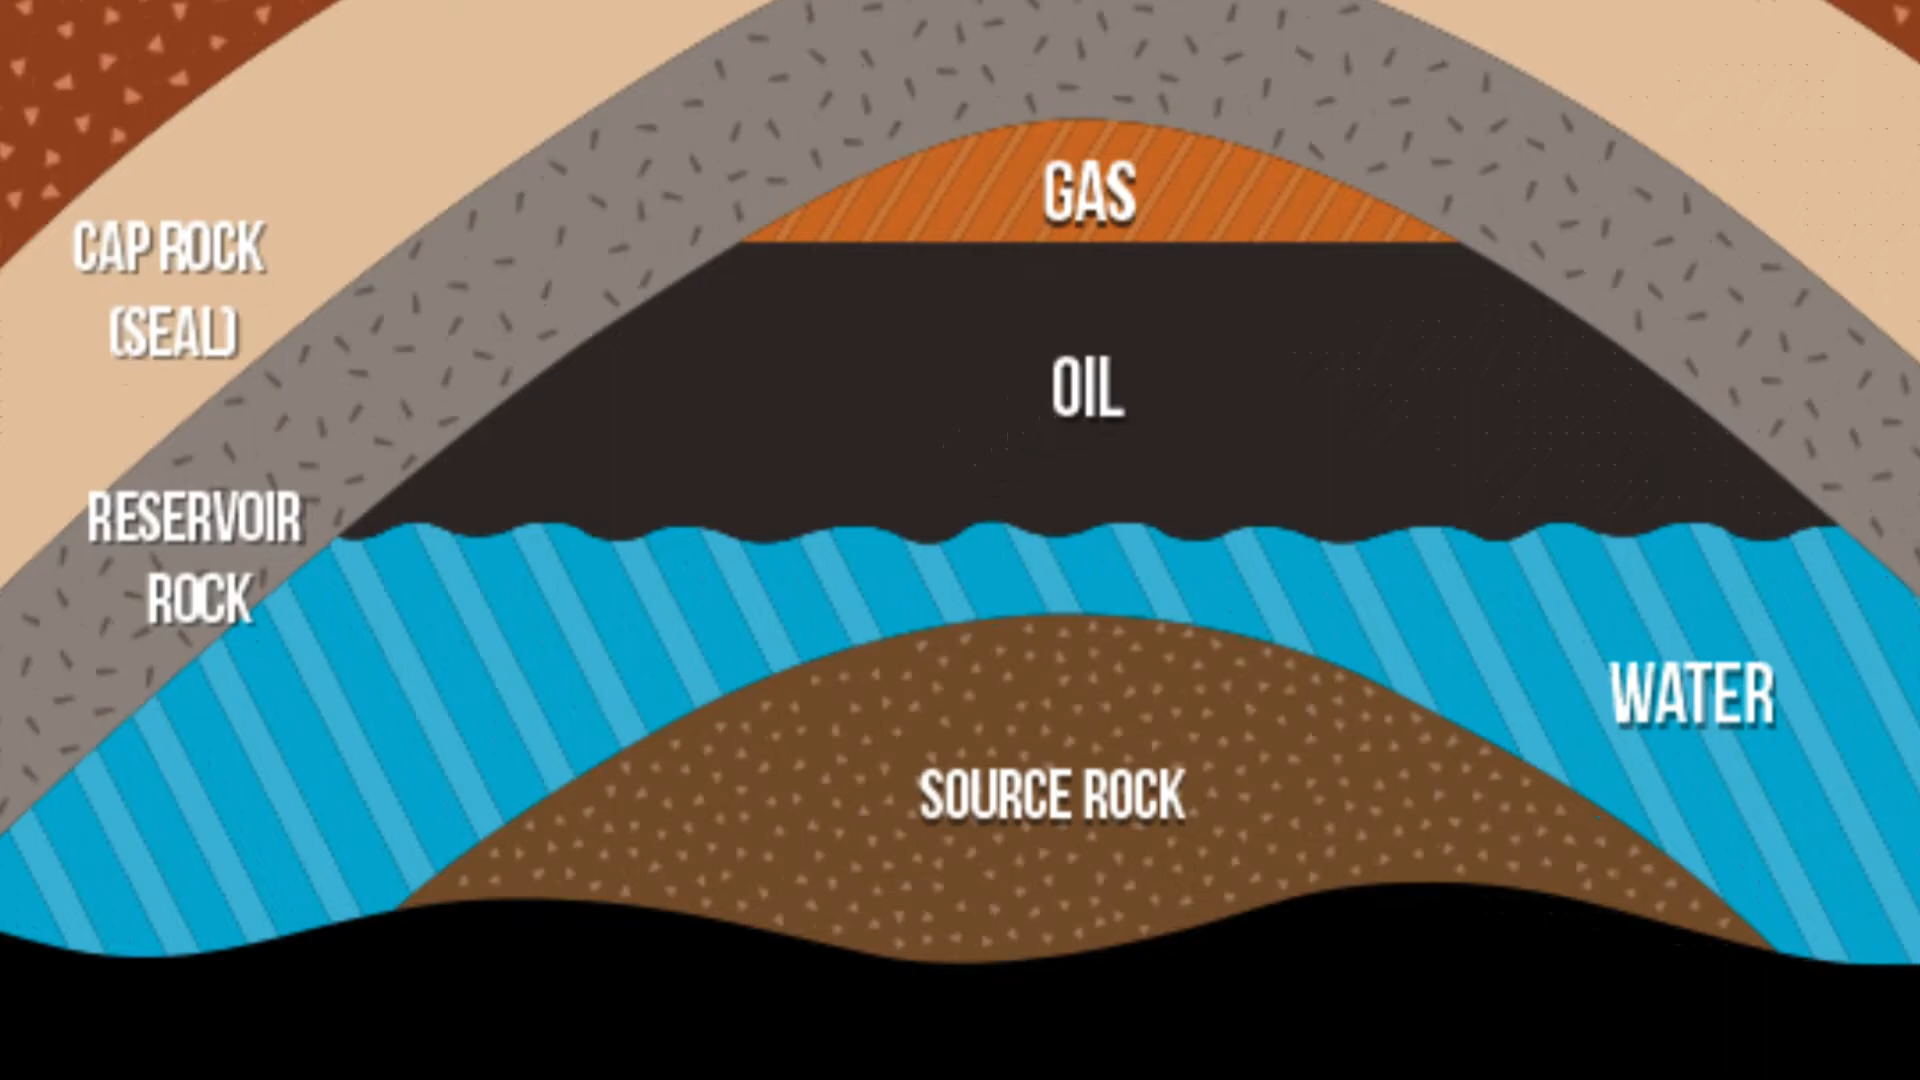 GAS
CAP ROCK
(SEAL)
OIL
RESERVOIR
ROCK
WATER
SOURCE ROCK